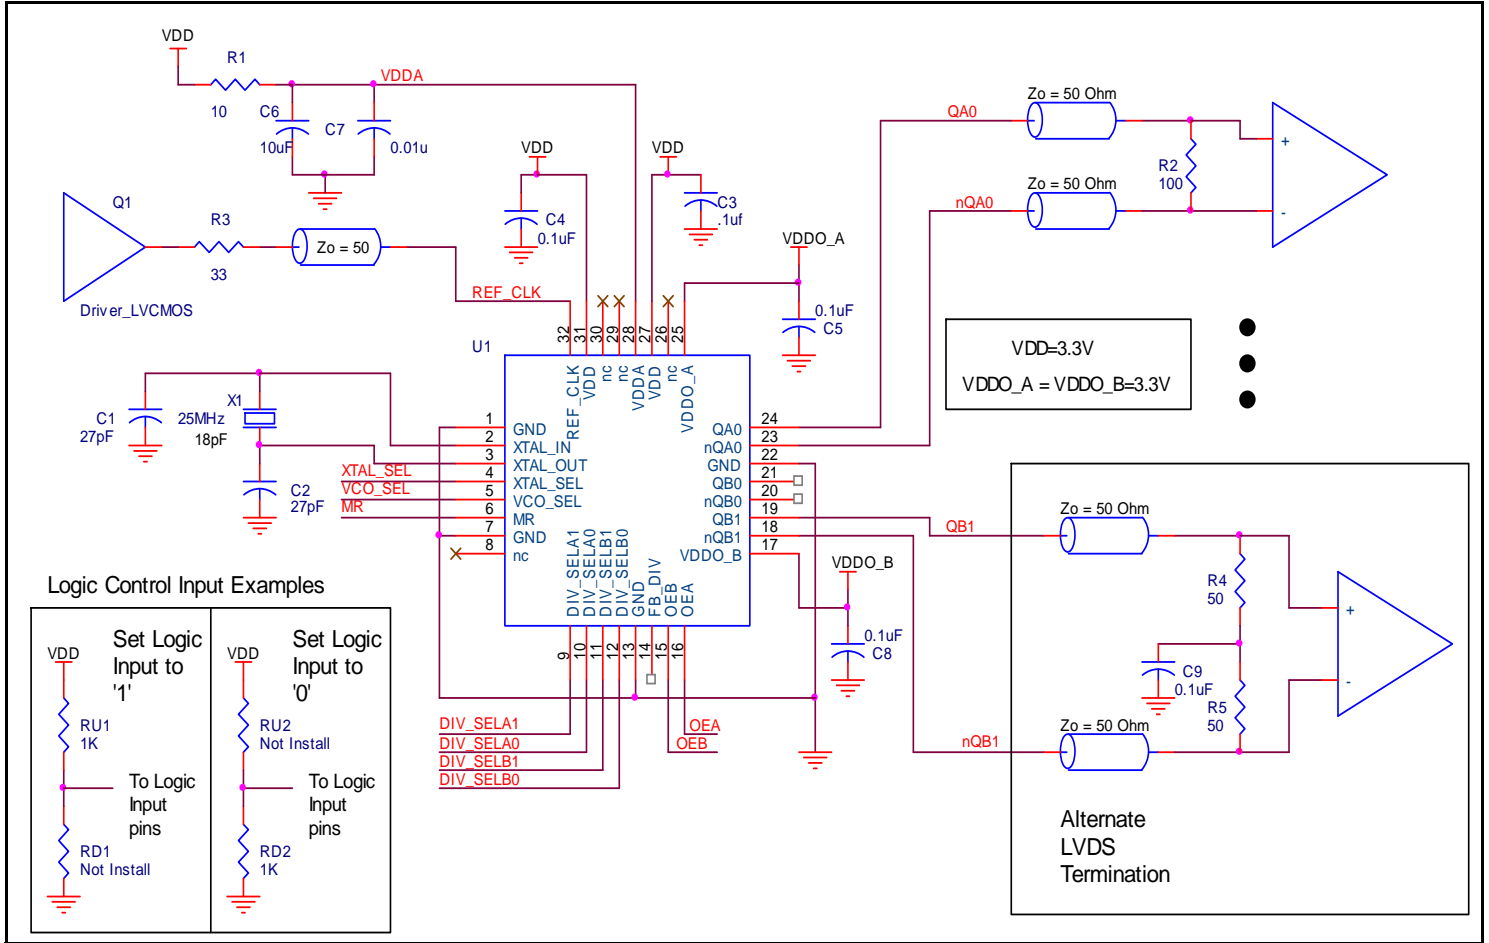 VDD
R1
10
VDDA
C6
10uF
C7
0.01u
VDD
C4
0.1uF
VDD
C3
.1uf
VDDO_A
0.1uF
C5
Q1
Driver_LVCMOS
R3
33
Zo = 50
REF_CLK
QA0
Zo = 50 Ohm
nQA0
Zo = 50 Ohm
R2
100
+
-
VDD=3.3V
VDDO_A = VDDO_B=3.3V
U1
32
31
30
29
28
27
26
25
REF_CLK
VDD
nc
nc
VDDA
VDD
nc
VDDO_A
C1
27pF
X1
25MHz
18pF
C2
27pF
XTAL_SEL
VCO_SEL
MR
1
2
3
4
5
6
7
8
GND
XTAL_IN
XTAL_OUT
XTAL_SEL
VCO_SEL
MR
GND
nc
QA0
nQA0
GND
QB0
nQB0
QB1
nQB1
VDDO_B
24
23
22
21
20
19
18
17
DIV_SELA1
DIV_SELA0
DIV_SELB1
DIV_SELB0
GND
FB_DIV
OEB
OEA
9
10
11
12
13
14
15
16
DIV_SELA1
DIV_SELA0
DIV_SELB1
DIV_SELB0
OEA
OEB
VDDO_B
0.1uF
C8
QB1
Zo = 50 Ohm
R4
50
C9
0.1uF
R5
50
nQB1
Zo = 50 Ohm
+
-
Alternate
LVDS
Termination
Logic Control Input Examples
VDD
Set Logic
Input to
'1'
RU1
1K
To Logic
Input
pins
RD1
Not Install
VDD
Set Logic
Input to
'0'
RU2
Not Install
To Logic
Input
pins
RD2
1K